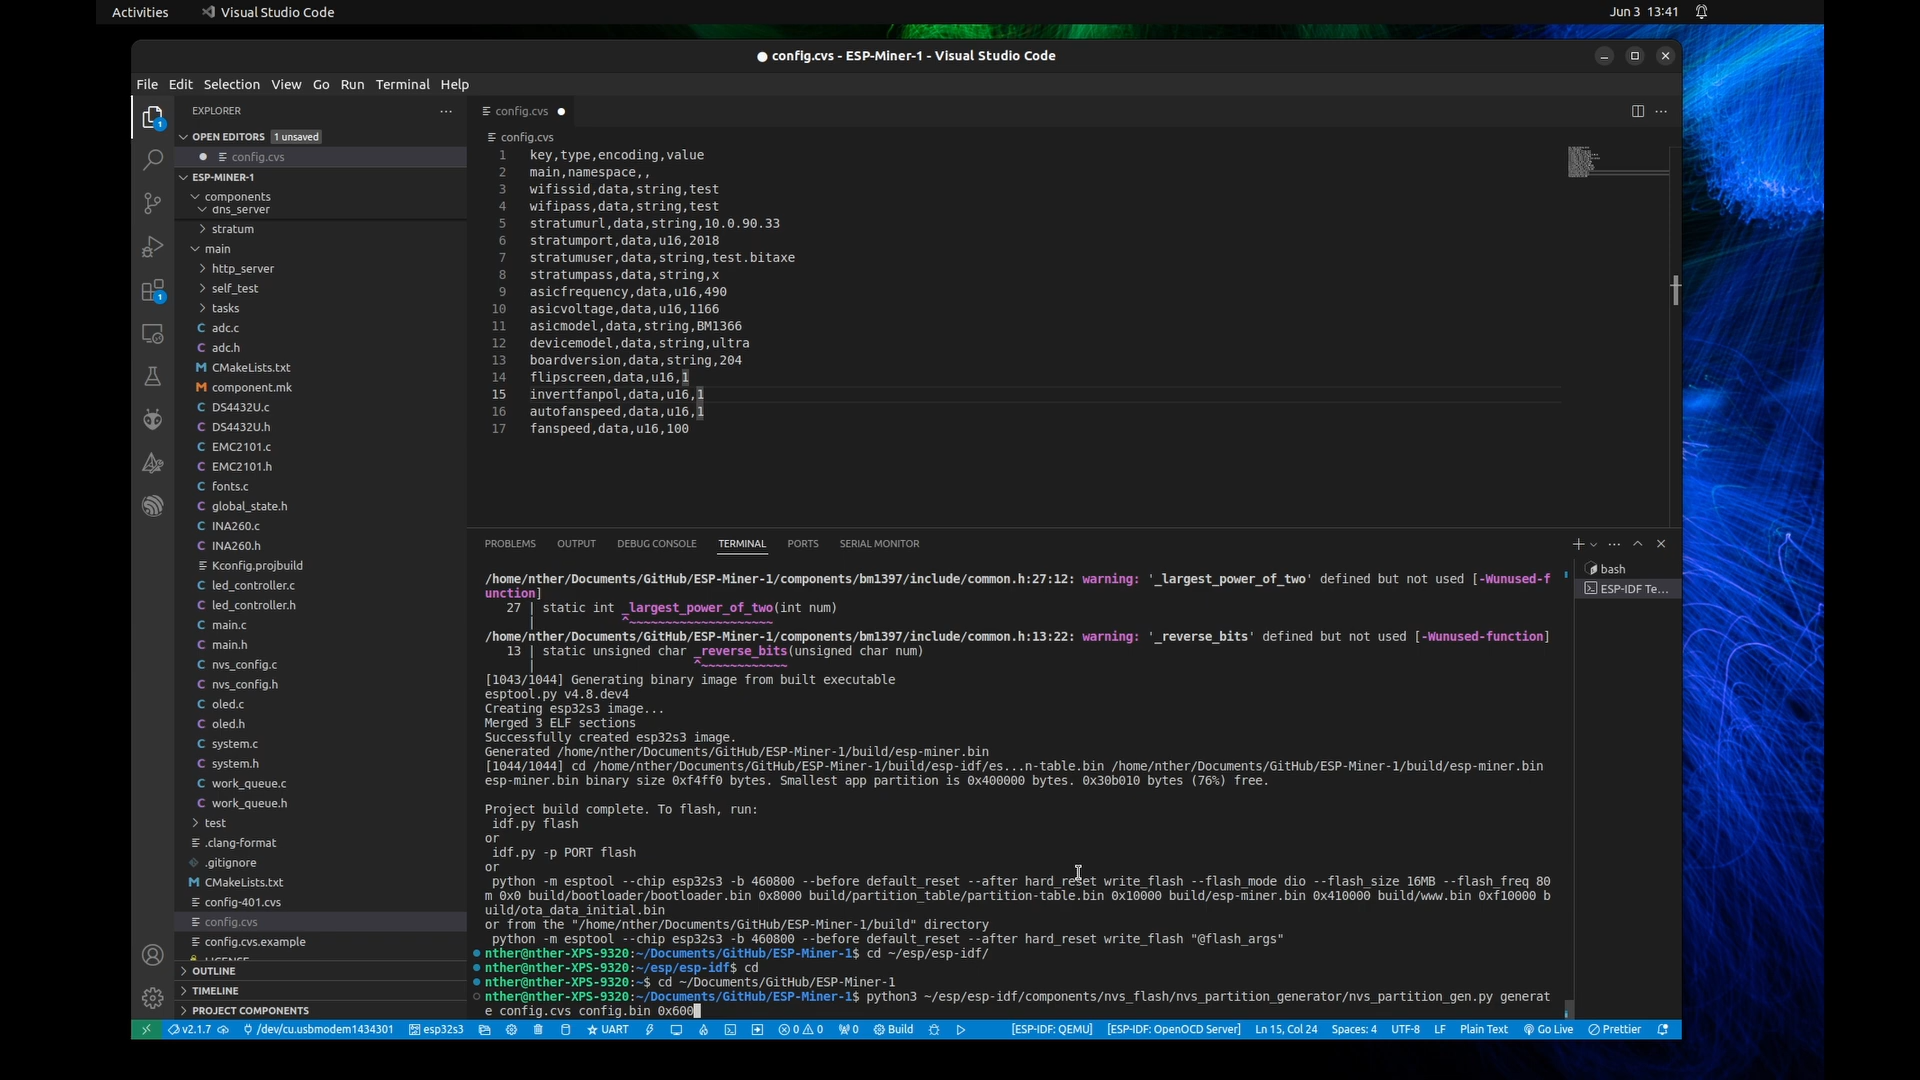 Activities
Visual Studio Code
Jun 3 13:41
config.cvs - ESP-Miner-1 - Visual Studio Code
File Edit Selection View Go Run Terminal Help
EXPLORER
OPEN EDITORS 1 unsaved
config.cvs
ESP-MINER-1
components
dns_server
stratum
main
http_server
self_test
tasks
C adc.c
C adc.h
M CMakeLists.txt
M component.mk
C DS4432U.c
C DS4432U.h
C EMC2101.c
C EMC2101.h
C fonts.c
C global_state.h
C INA260.c
C INA260.h
Kconfig.projbuild
C led_controller.c
C led_controller.h
C main.c
C main.h
C nvs_config.c
C nvs_config.h
C oled.c
C oled.h
C system.c
C system.h
C work_queue.c
C work_queue.h
test
.clang-format
.gitignore
M CMakeLists.txt
config-401.cvs
config.cvs
config.cvs.example
OUTLINE
TIMELINE
PROJECT COMPONENTS
1
1
config.cvs
config.cvs
1 key,type,encoding,value
2 main,namespace,,
3 wifissid,data,string,test
4 wifipass,data,string,test
5 stratumurl,data,string,10.0.90.33
6 stratumport,data,u16,2018
7 stratumuser,data,string,test.bitaxe
8 stratumpass,data,string,x
9 asicfrequency,data,u16,490
10 asicvoltage,data,u16,1166
11 asicmodel,data,string,BM1366
12 devicemodel,data,string,ultra
13 boardversion,data,string,204
14 flipscreen,data,u16,1
15 invertfanpol,data,u16,1
16 autofanspeed,data,u16,1
17 fanspeed,data,u16,100
PROBLEMS OUTPUT DEBUG CONSOLE TERMINAL PORTS SERIAL MONITOR
bash
ESP-IDF Te...
/home/nther/Documents/GitHub/ESP-Miner-1/components/bm1397/include/common.h:27:12: warning: '_largest_power_of_two' defined but not used [-Wunused-f
unction]
27 | static int _largest_power_of_two(int num)
| ^~~~~~~~~~~~~~~~~~~~~
/home/nther/Documents/GitHub/ESP-Miner-1/components/bm1397/include/common.h:13:22: warning: '_reverse_bits' defined but not used [-Wunused-function]
13 | static unsigned char _reverse_bits(unsigned char num)
| ^~~~~~~~~~~~~
[1043/1044] Generating binary image from built executable
esptool.py v4.8.dev4
Creating esp32s3 image...
Merged 3 ELF sections
Successfully created esp32s3 image.
Generated /home/nther/Documents/GitHub/ESP-Miner-1/build/esp-miner.bin
[1044/1044] cd /home/nther/Documents/GitHub/ESP-Miner-1/build/esp-idf/es...n-table.bin /home/nther/Documents/GitHub/ESP-Miner-1/build/esp-miner.bin
esp-miner.bin binary size 0xf4ff0 bytes. Smallest app partition is 0x400000 bytes. 0x30b010 bytes (76%) free.
Project build complete. To flash, run:
idf.py flash
or
idf.py -p PORT flash
or
python -m esptool --chip esp32s3 -b 460800 --before default_reset --after hard_reset write_flash --flash_mode dio --flash_size 16MB --flash_freq 80
m 0x0 build/bootloader/bootloader.bin 0x8000 build/partition_table/partition-table.bin 0x10000 build/esp-miner.bin 0x410000 build/www.bin 0xf10000 b
uild/ota_data_initial.bin
or from the "/home/nther/Documents/GitHub/ESP-Miner-1/build" directory
python -m esptool --chip esp32s3 -b 460800 --before default_reset --after hard_reset write_flash "@flash_args"
nther@nther-XPS-9320:~/Documents/GitHub/ESP-Miner-1$ cd ~/esp/esp-idf/
nther@nther-XPS-9320:~/esp/esp-idf$ cd
nther@nther-XPS-9320:~$ cd ~/Documents/GitHub/ESP-Miner-1
nther@nther-XPS-9320:~/Documents/GitHub/ESP-Miner-1$ python3 ~/esp/esp-idf/components/nvs_flash/nvs_partition_generator/nvs_partition_gen.py generat
e config.cvs config.bin 0x600
v2.1.7 /dev/cu.usbmodem1434301 esp32s3 UART 0 0 0 Build [ESP-IDF: QEMU] [ESP-IDF: OpenOCD Server] Ln 15, Col 24 Spaces: 4 UTF-8 LF Plain Text Go Live Prettier